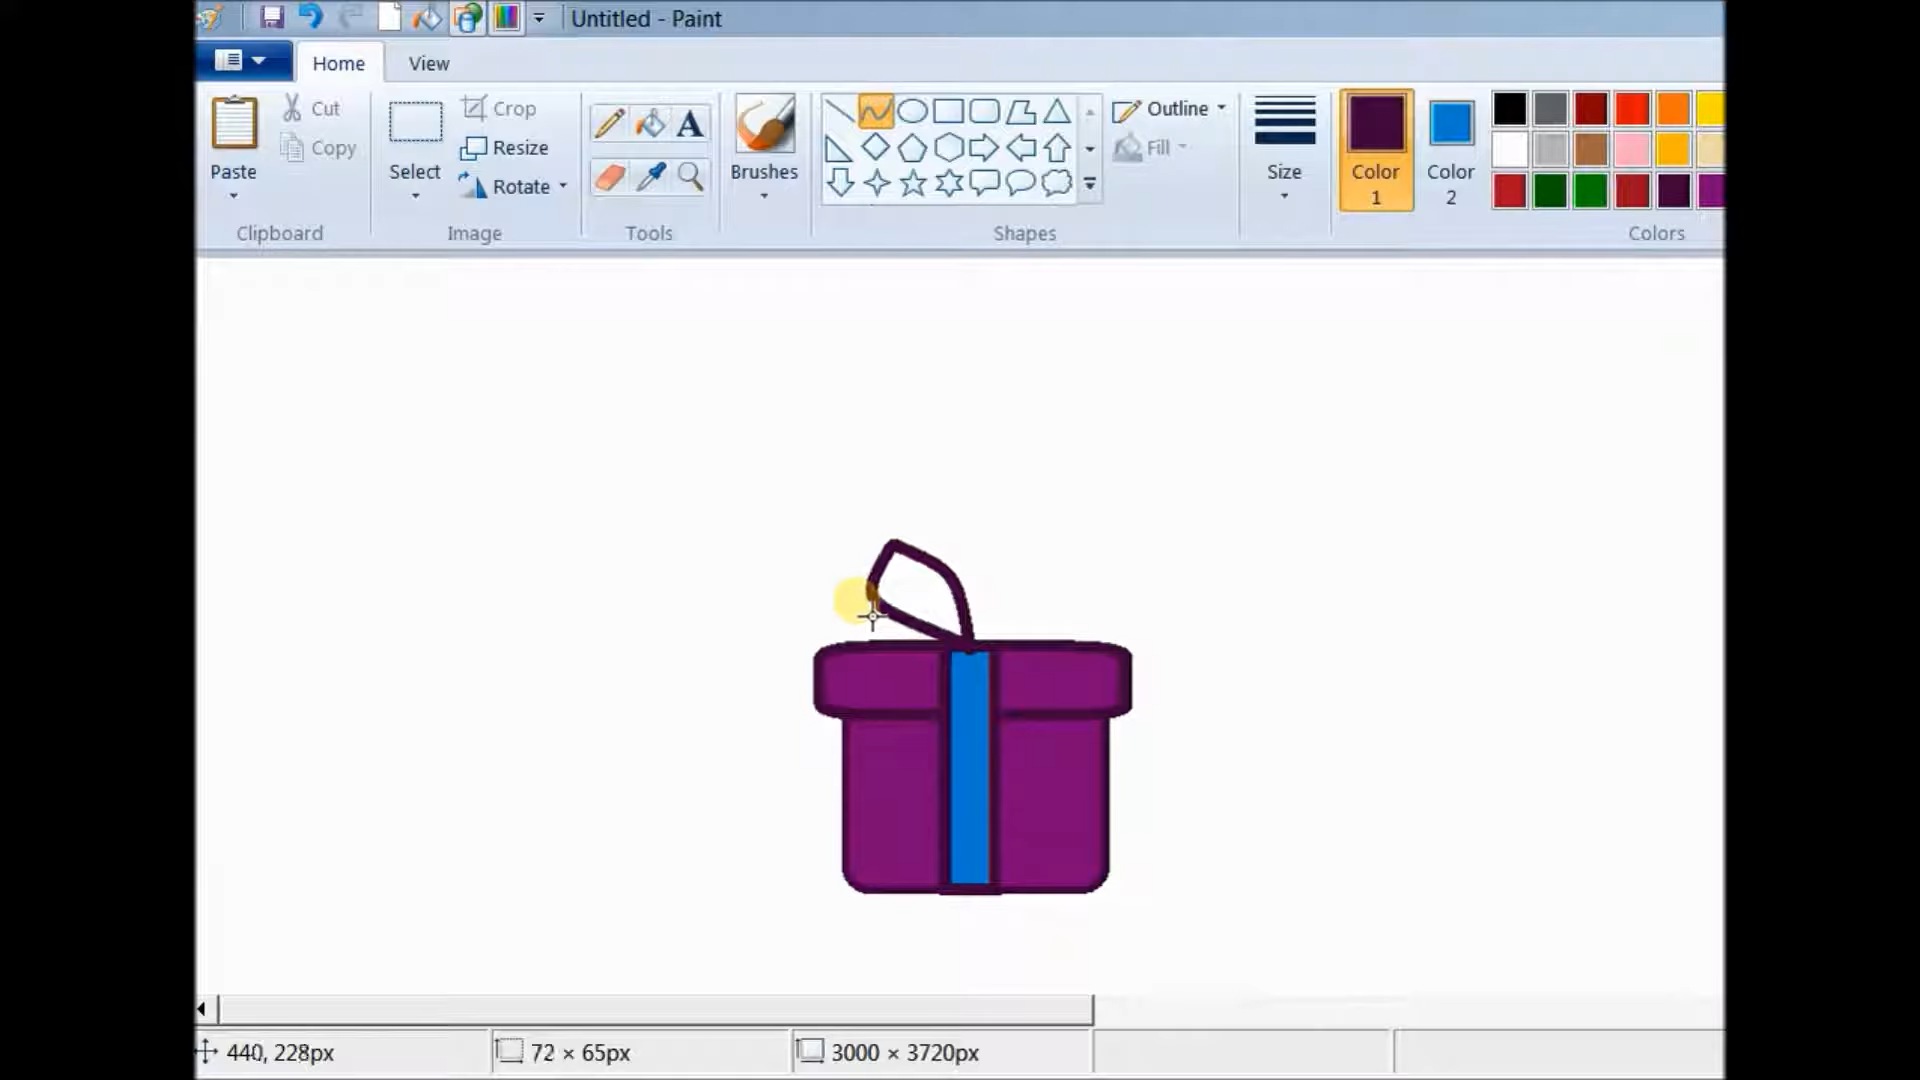 Untitled - Paint
Home View
Paste
Cut
Copy
Clipboard
Select
Crop
Resize
Rotate
Image
A
Tools
Brushes
Outline
Fill
Shapes
Size
Color 1
Color 2
Colors
440, 228px
72 × 65px
3000 × 3720px